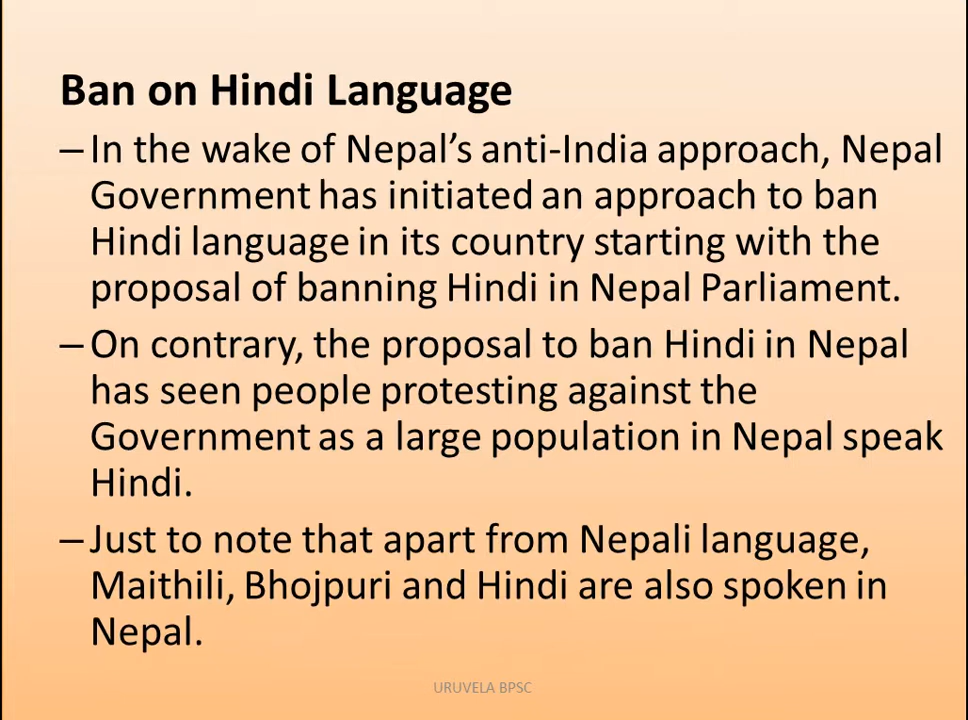 Ban on Hindi Language
– In the wake of Nepal’s anti-India approach, Nepal
Government has initiated an approach to ban
Hindi language in its country starting with the
proposal of banning Hindi in Nepal Parliament.
– On contrary, the proposal to ban Hindi in Nepal
has seen people protesting against the
Government as a large population in Nepal speak
Hindi.
– Just to note that apart from Nepali language,
Maithili, Bhojpuri and Hindi are also spoken in
Nepal.
URUVELA BPSC